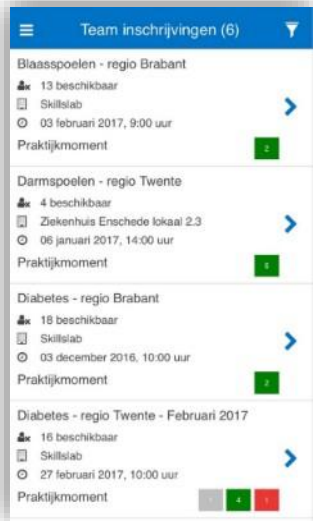 Team inschrijvingen (6)
Blaasspoelen - regio Brabant
13 beschikbaar
Skillslab
03 februari 2017, 9:00 uur
Praktijkmoment
2
Darmspoelen - regio Twente
4 beschikbaar
Ziekenhuis Enschede lokaal 2.3
06 januari 2017, 14:00 uur
Praktijkmoment
5
Diabetes - regio Brabant
18 beschikbaar
Skillslab
03 december 2016, 10:00 uur
Praktijkmoment
2
Diabetes - regio Twente - Februari 2017
16 beschikbaar
Skillslab
27 februari 2017, 10:00 uur
Praktijkmoment
1 4 1